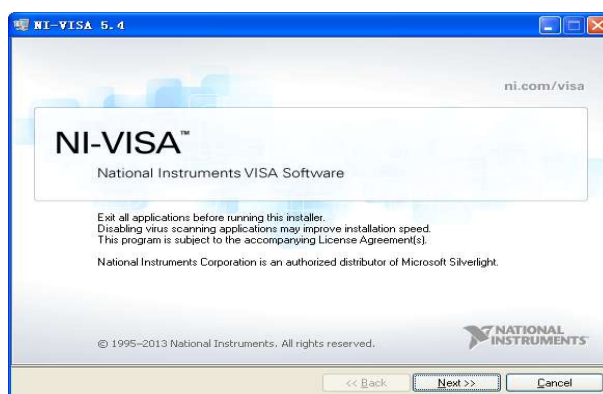 NI-VISA 5.4
ni.com/visa
NI-VISA™
National Instruments VISA Software
Exit all applications before running this installer.
Disabling virus scanning applications may improve installation speed.
This program is subject to the accompanying License Agreement(s).
National Instruments Corporation is an authorized distributor of Microsoft Silverlight.
© 1995–2013 National Instruments. All rights reserved.
NATIONAL
INSTRUMENTS™
<< Back
Next >>
Cancel